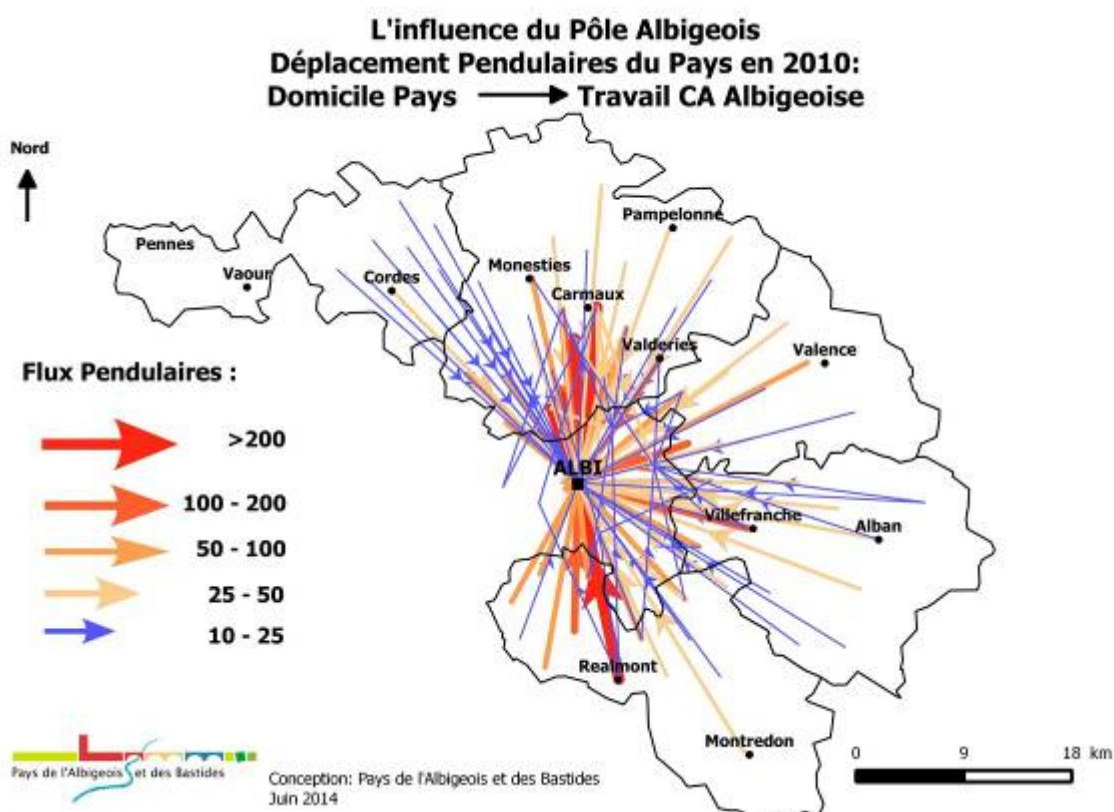 L'influence du Pôle Albigeois
Déplacement Pendulaires du Pays en 2010:
Domicile Pays Travail CA Albigeoise
Nord
Pampelonne
Pennes
Vaour
Cordes
Monesties
Carmaux
Valderies
Valence
Flux Pendulaires :
>200
100 - 200
50 - 100
25 - 50
10 - 25
ALBI
Villefranche
Alban
Realmont
Montredon
0 9 18 km
Pays de l'Albigeois et des Bastides
Conception: Pays de l'Albigeois et des Bastides
Juin 2014